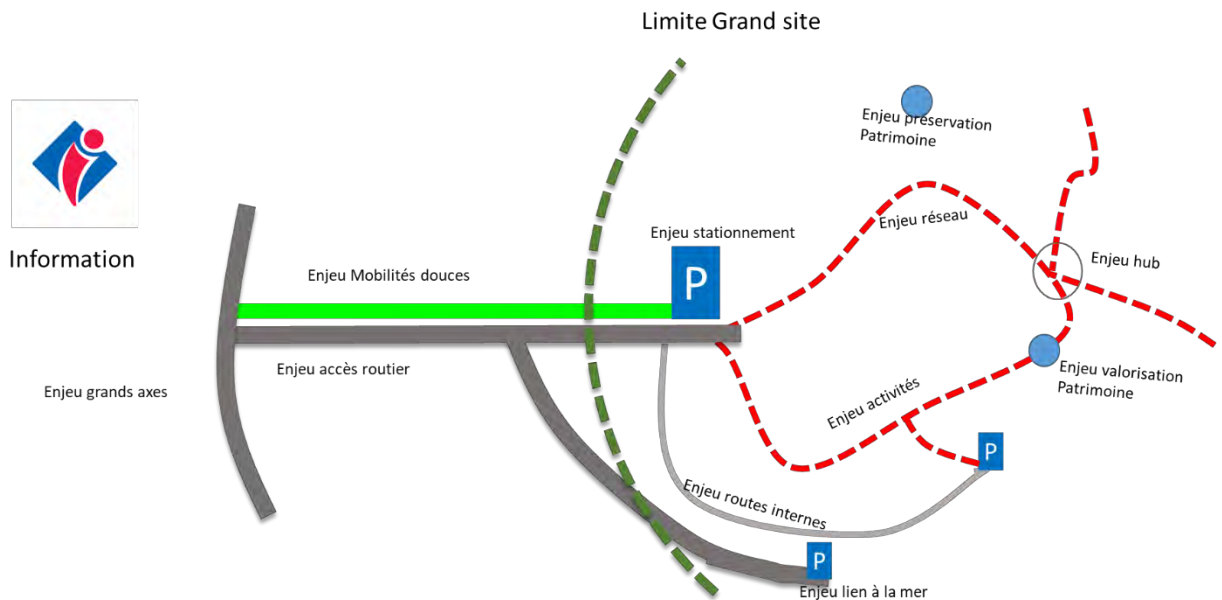 Limite Grand site
Enjeu préservation
Patrimoine
Information
Enjeu stationnement
P
Enjeu réseau
Enjeu hub
Enjeu Mobilités douces
Enjeu accès routier
Enjeu grands axes
Enjeu valorisation
Patrimoine
Enjeu activités
P
Enjeu routes internes
P
Enjeu lien à la mer